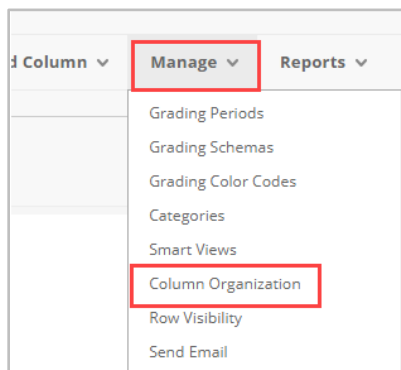 Column Manage Reports
Grading Periods
Grading Schemas
Grading Color Codes
Categories
Smart Views
Column Organization
Row Visibility
Send Email